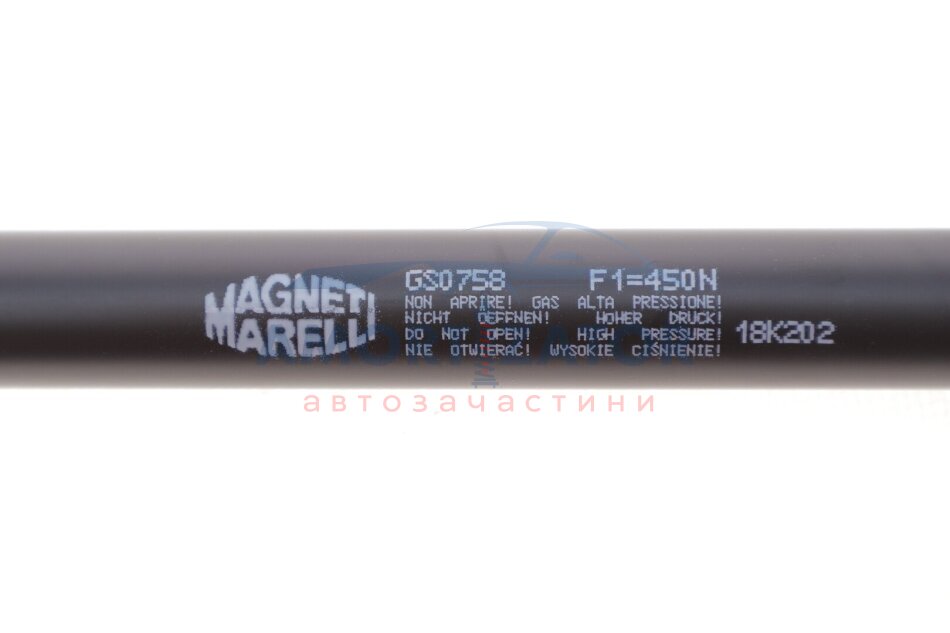 MAGNETI
MARELLI
GS0758 F1=450N
NON APRIRE! GAS ALTA PRESSIONE!
NICHT OEFFNEN! HOHER DRUCK!
DO NOT OPEN! HIGH PRESSURE!
NIE OTWIERAĆ! WYSOKIE CIŚNIENIE!
18K202
автозачастини